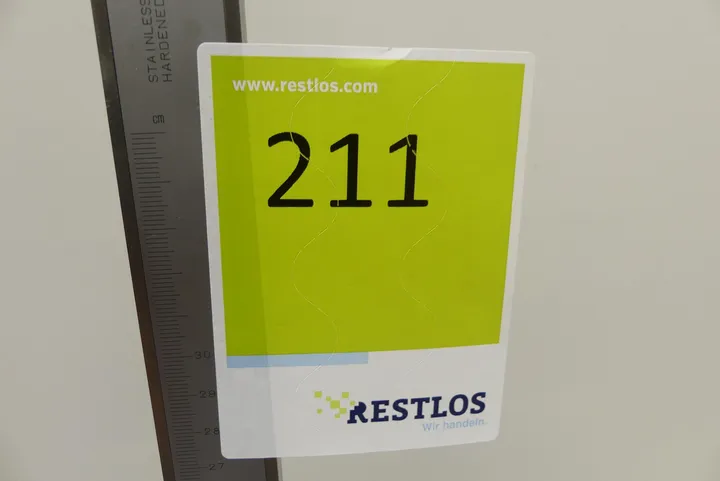 STAINLESS
HARDENED
www.restlos.com
211
30
29
28
27
RESTLOS
Wir handeln.